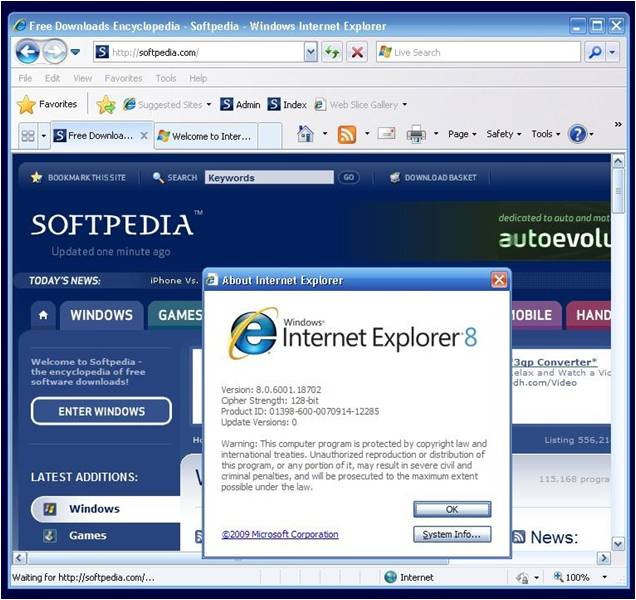 Free Downloads Encyclopedia - Softpedia - Windows Internet Explorer
http://softpedia.com/
Live Search
File Edit View Favorites Tools Help
Favorites Suggested Sites Admin Index Web Slice Gallery
Free Downloa... Welcome to Inter... Page Safety Tools
BOOKMARK THIS SITE SEARCH Keywords GO DOWNLOAD BASKET
SOFTPEDIA™
Updated one minute ago
dedicated to auto and mot
autoevolu
TODAY'S NEWS: iPhone Vs.
WINDOWS GAMES MOBILE HAND
Welcome to Softpedia -
the encyclopedia of free
software downloads!
ENTER WINDOWS
LATEST ADDITIONS:
Windows
Games
About Internet Explorer
Windows®
Internet Explorer 8
Version: 8.0.6001.18702
Cipher Strength: 128-bit
Product ID: 01398-600-0070914-12285
Update Versions: 0
Warning: This computer program is protected by copyright law and
international treaties. Unauthorized reproduction or distribution of
this program, or any portion of it, may result in severe civil and
criminal penalties, and will be prosecuted to the maximum extent
possible under the law.
OK
©2009 Microsoft Corporation
System Info...
3gp Converter*
elax and Watch a Vic
dh.com/Video
Listing 556,21
115,168 progra
News:
Waiting for http://softpedia.com/... Internet 100%